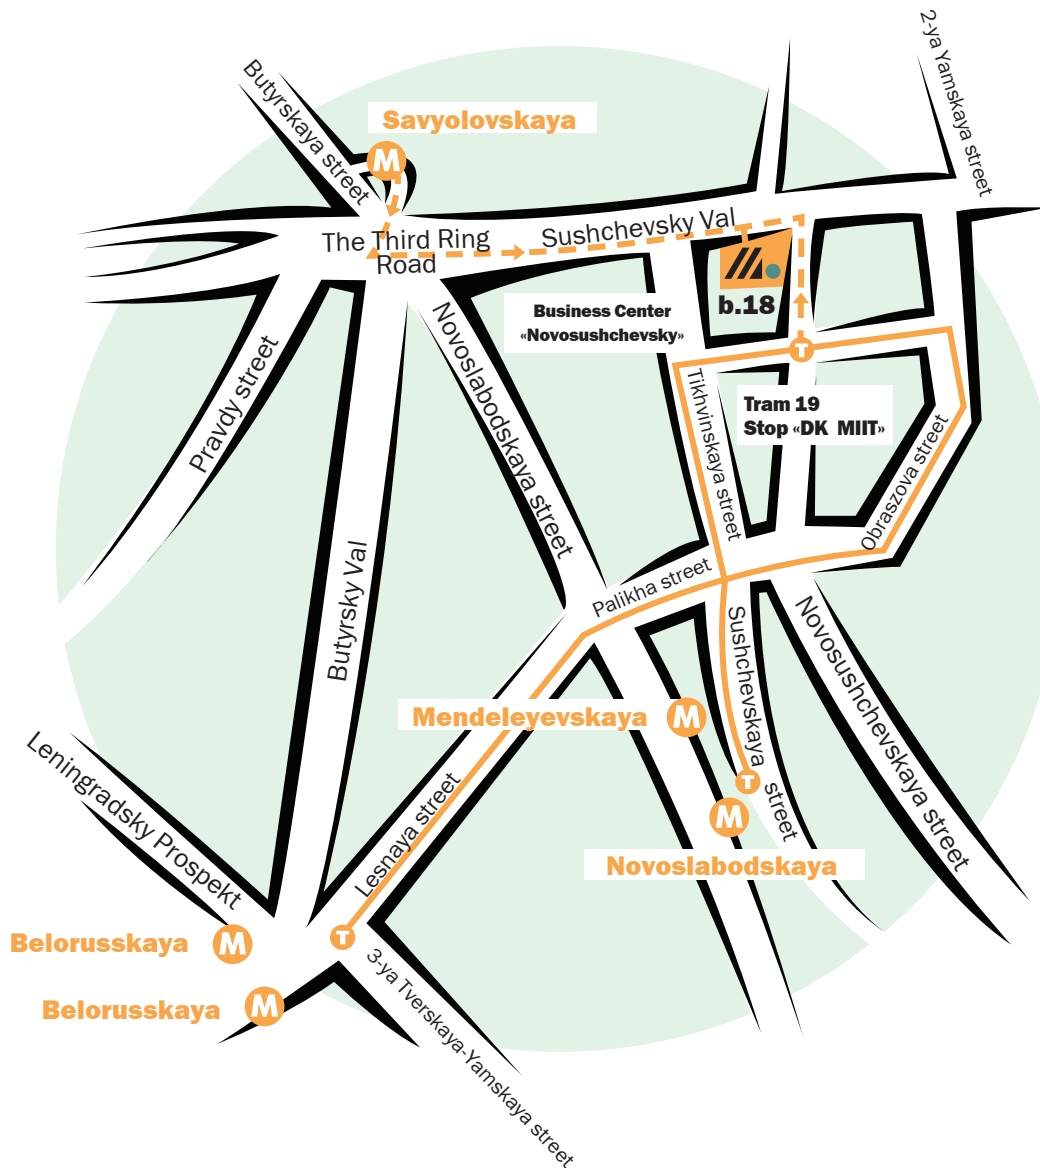 2-ya Yamskaya street
Butyrskaya street
Savyolovskaya
M
Sushchevsky Val
The Third Ring
Road
b.18
Business Center
«Novosushchevsky»
T
Tram 19
Stop «DK MIIT»
Novoslabodskaya street
Pravdy street
Tikhvinskaya street
Obraszova street
Butyrsky Val
Palikha street
Sushchevskaya street
Novosushchevskaya street
Mendeleyevskaya
M
T
M
Novoslabodskaya
Leningradsky Prospekt
Lesnaya street
T
Belorusskaya
M
Belorusskaya
M
3-ya Tverskaya-Yamskaya street